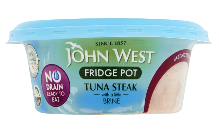 SINCE 1857
JOHN WEST
FRIDGE POT
NO
DRAIN
READY TO
EAT
TUNA STEAK
with a little
BRINE